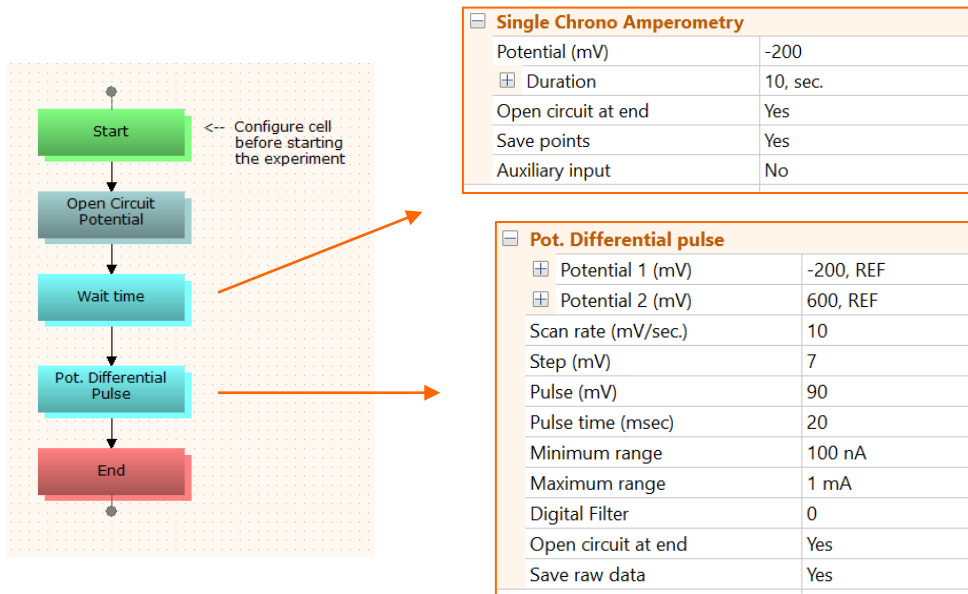 Start
<-- Configure cell
before starting
the experiment
Open Circuit
Potential
Wait time
Pot. Differential
Pulse
End
Single Chrono Amperometry
Potential (mV) -200
Duration 10, sec.
Open circuit at end Yes
Save points Yes
Auxiliary input No
Pot. Differential pulse
Potential 1 (mV) -200, REF
Potential 2 (mV) 600, REF
Scan rate (mV/sec.) 10
Step (mV) 7
Pulse (mV) 90
Pulse time (msec) 20
Minimum range 100 nA
Maximum range 1 mA
Digital Filter 0
Open circuit at end Yes
Save raw data Yes